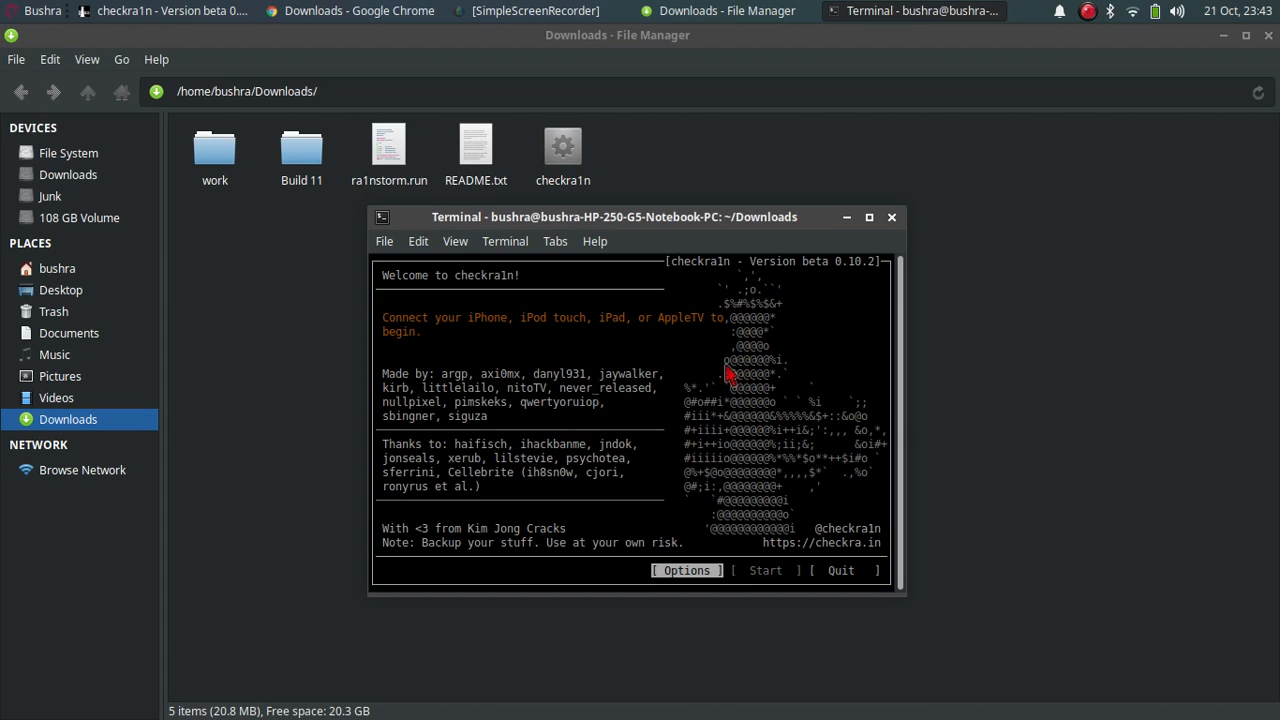 Bushra
checkra1n - Version beta 0....
Downloads - Google Chrome
[SimpleScreenRecorder]
Downloads - File Manager
Terminal - bushra@bushra-...
21 Oct, 23:43
Downloads - File Manager
File Edit View Go Help
/home/bushra/Downloads/
DEVICES
File System
Downloads
Junk
108 GB Volume
PLACES
bushra
Desktop
Trash
Documents
Music
Pictures
Videos
Downloads
NETWORK
Browse Network
work
Build 11
ra1nstorm.run
README.txt
checkra1n
Terminal - bushra@bushra-HP-250-G5-Notebook-PC: ~/Downloads
File Edit View Terminal Tabs Help
[checkra1n - Version beta 0.10.2]
Welcome to checkra1n!
Connect your iPhone, iPod touch, iPad, or AppleTV to
begin.
Made by: argp, axi0mx, danyl931, jaywalker,
kirb, littlelailo, nitoTV, never_released,
nullpixel, pimskeks, qwertyoruiop,
sbingner, siguza
Thanks to: haifisch, ihackbanme, jndok,
jonseals, xerub, lilstevie, psychotea,
sferrini, Cellebrite (ih8sn0w, cjori,
ronyrus et al.)
With <3 from Kim Jong Cracks
@checkra1n
Note: Backup your stuff. Use at your own risk.
https://checkra.in
[ Options ] [ Start ] [ Quit ]
5 items (20.8 MB), Free space: 20.3 GB